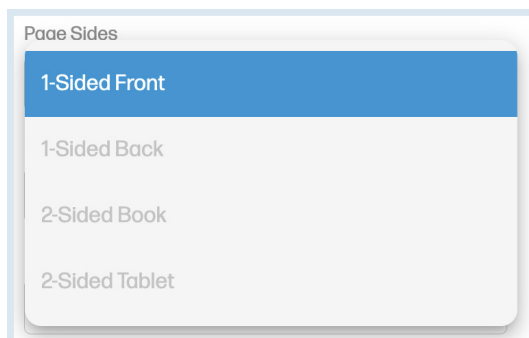 Page Sides
1-Sided Front
1-Sided Back
2-Sided Book
2-Sided Tablet